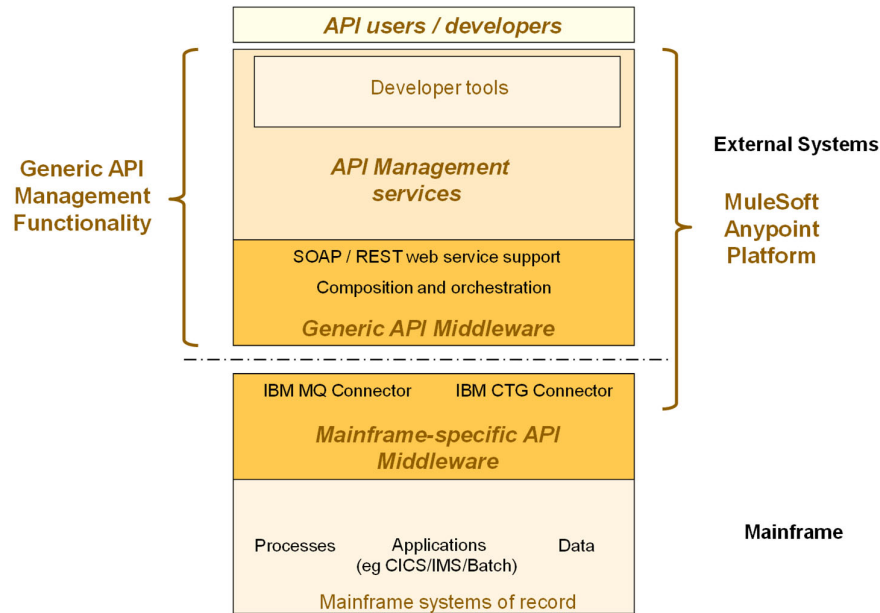 API users / developers
Developer tools
API Management
services
Generic API
Management
Functionality
External Systems
MuleSoft
Anypoint
Platform
SOAP / REST web service support
Composition and orchestration
Generic API Middleware
IBM MQ Connector
IBM CTG Connector
Mainframe-specific API
Middleware
Processes
Applications
(eg CICS/IMS/Batch)
Data
Mainframe
Mainframe systems of record